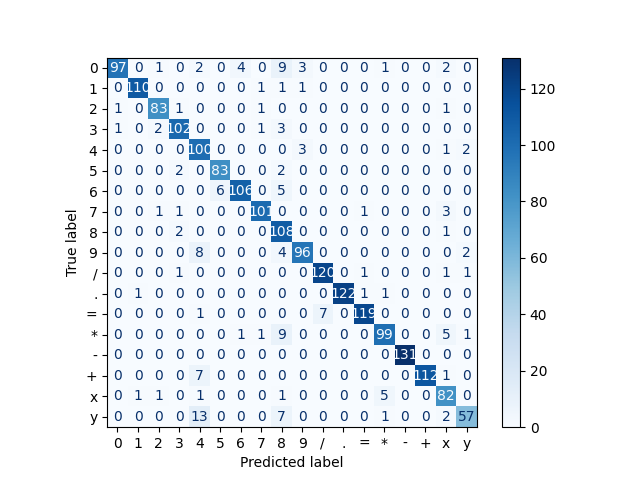 0 97 0 1 0 2 0 4 0 9 3 0 0 0 1 0 0 2 0
1 0 110 0 0 0 0 0 1 1 1 0 0 0 0 0 0 0 0
2 1 0 83 1 0 0 0 1 0 0 0 0 0 0 0 0 1 0
3 1 0 2 102 0 0 0 1 3 0 0 0 0 0 0 0 0 0
4 0 0 0 0 100 0 0 0 0 3 0 0 0 0 0 0 1 2
5 0 0 0 2 0 83 0 0 2 0 0 0 0 0 0 0 0 0
6 0 0 0 0 0 6 106 0 5 0 0 0 0 0 0 0 0 0
7 0 0 1 1 0 0 0 101 0 0 0 0 1 0 0 0 3 0
8 0 0 0 2 0 0 0 0 108 0 0 0 0 0 0 0 1 0
9 0 0 0 0 8 0 0 0 4 96 0 0 0 0 0 0 0 2
/ 0 0 0 1 0 0 0 0 0 0 120 0 1 0 0 0 1 1
. 0 1 0 0 0 0 0 0 0 0 0 122 1 1 0 0 0 0
= 0 0 0 0 1 0 0 0 0 0 7 0 119 0 0 0 0 0
* 0 0 0 0 0 0 1 1 9 0 0 0 0 99 0 0 5 1
- 0 0 0 0 0 0 0 0 0 0 0 0 0 0 131 0 0 0
+ 0 0 0 0 7 0 0 0 0 0 0 0 0 0 0 112 1 0
x 0 1 1 0 1 0 0 0 1 0 0 0 0 5 0 0 82 0
y 0 0 0 0 13 0 0 0 7 0 0 0 0 1 0 0 2 57
0 1 2 3 4 5 6 7 8 9 / . = * - + x y
Predicted label
True label
120
100
80
60
40
20
0